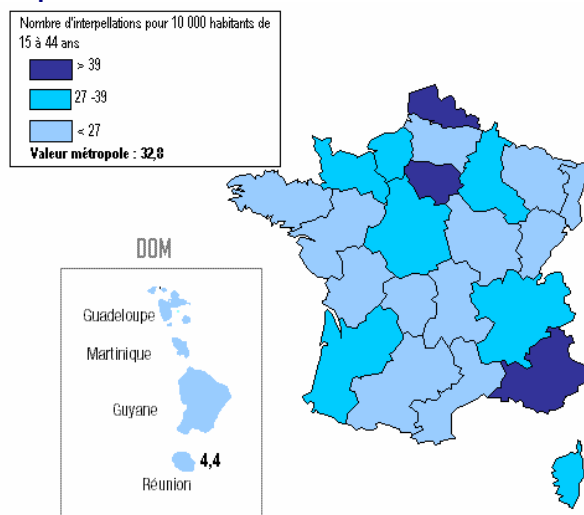 Nombre d'interpellations pour 10 000 habitants de
15 à 44 ans
> 39
27 -39
< 27
Valeur métropole : 32,8
DOM
Guadeloupe
Martinique
Guyane
4,4
Réunion